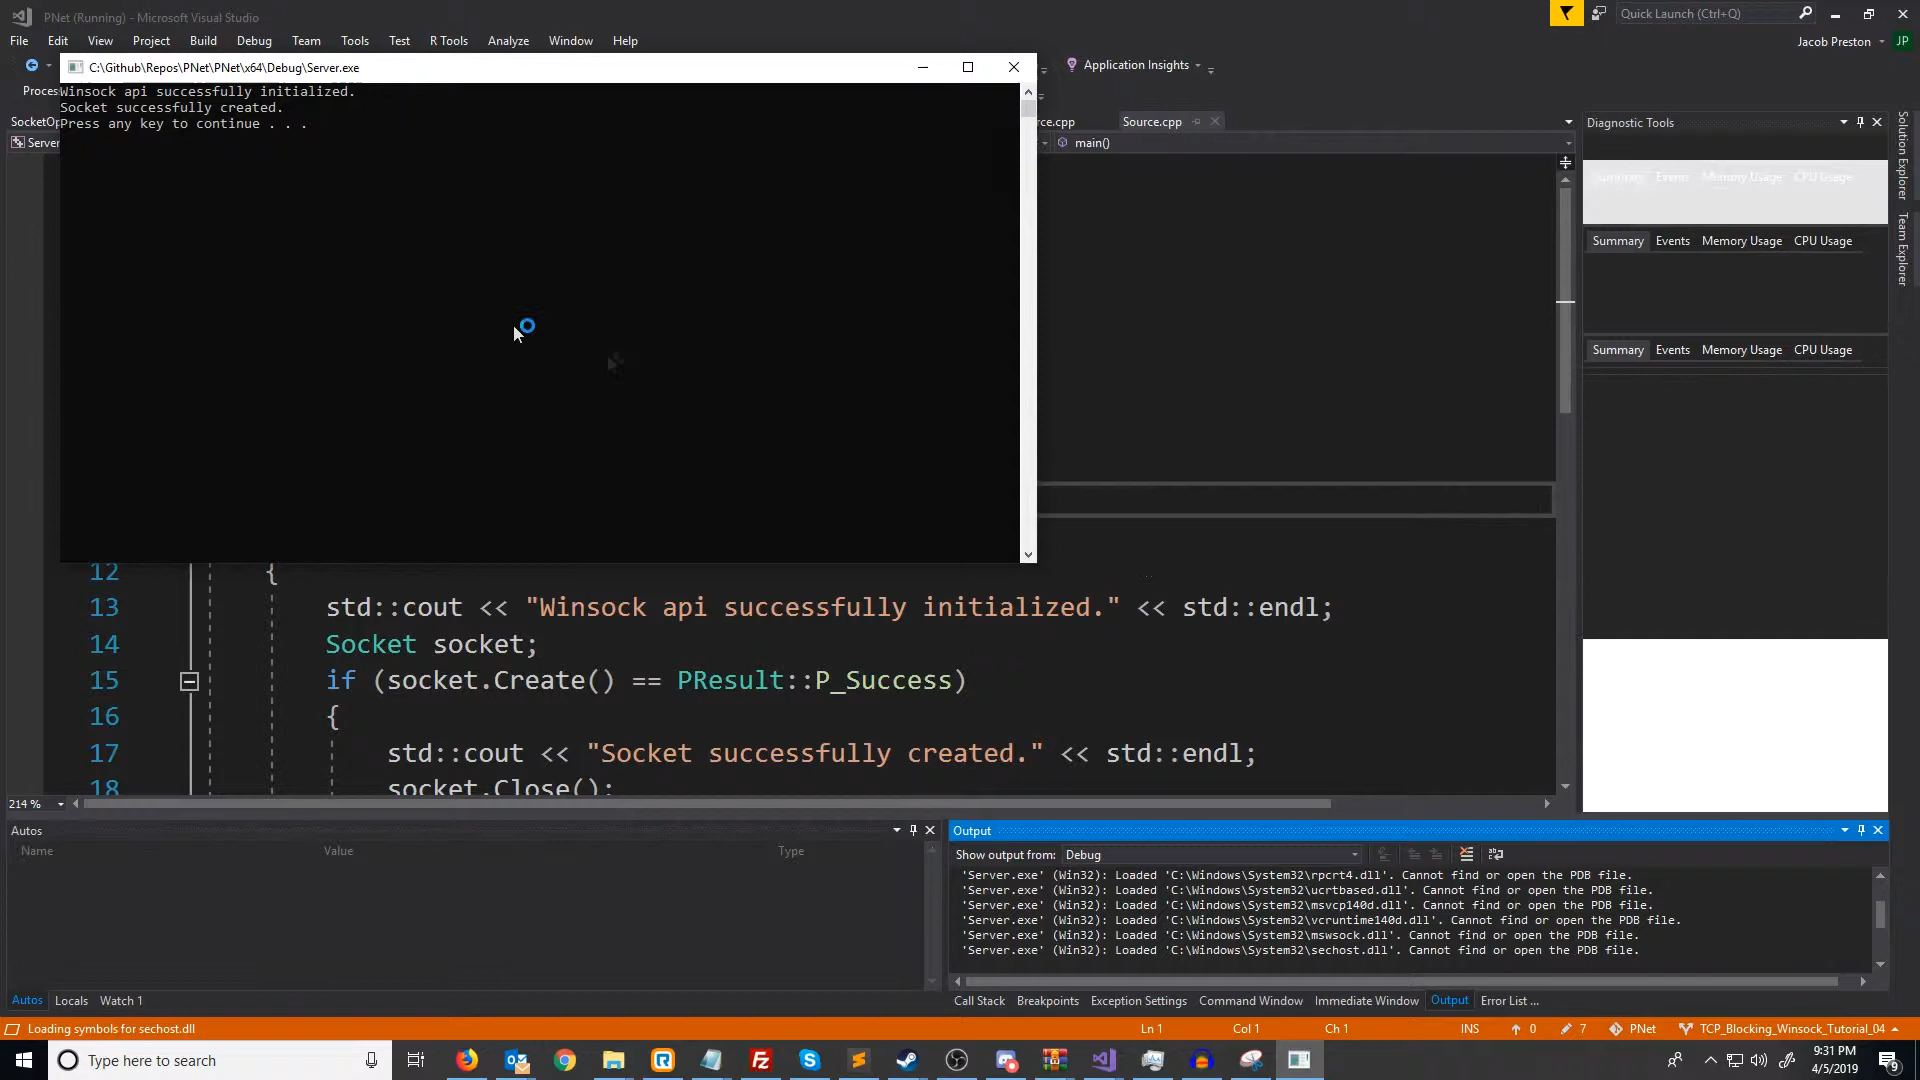 PNet (Running) - Microsoft Visual Studio
Quick Launch (Ctrl+Q)
File Edit View Project Build Debug Team Tools Test R Tools Analyze Window Help
Jacob Preston JP
C:\Github\Repos\PNet\PNet\x64\Debug\Server.exe
Application Insights
Winsock api successfully initialized.
Socket successfully created.
Press any key to continue . . .
Proces
SocketOp
rce.cpp Source.cpp
Server
main()
Diagnostic Tools
Summary Events Memory Usage CPU Usage
Summary Events Memory Usage CPU Usage
Summary Events Memory Usage CPU Usage
Solution Explorer
Team Explorer
12 {
13 std::cout << "Winsock api successfully initialized." << std::endl;
14 Socket socket;
15 if (socket.Create() == PResult::P_Success)
16 {
17 std::cout << "Socket successfully created." << std::endl;
18 socket.Close();
214 %
Autos
Name Value Type
Autos Locals Watch 1
Output
Show output from: Debug
'Server.exe' (Win32): Loaded 'C:\Windows\System32\rpcrt4.dll'. Cannot find or open the PDB file.
'Server.exe' (Win32): Loaded 'C:\Windows\System32\ucrtbased.dll'. Cannot find or open the PDB file.
'Server.exe' (Win32): Loaded 'C:\Windows\System32\msvcp140d.dll'. Cannot find or open the PDB file.
'Server.exe' (Win32): Loaded 'C:\Windows\System32\vcruntime140d.dll'. Cannot find or open the PDB file.
'Server.exe' (Win32): Loaded 'C:\Windows\System32\mswsock.dll'. Cannot find or open the PDB file.
'Server.exe' (Win32): Loaded 'C:\Windows\System32\sechost.dll'. Cannot find or open the PDB file.
Call Stack Breakpoints Exception Settings Command Window Immediate Window Output Error List ...
Loading symbols for sechost.dll
Ln 1 Col 1 Ch 1 INS 0 7 PNet TCP_Blocking_Winsock_Tutorial_04
Type here to search
9:31 PM
4/5/2019
9